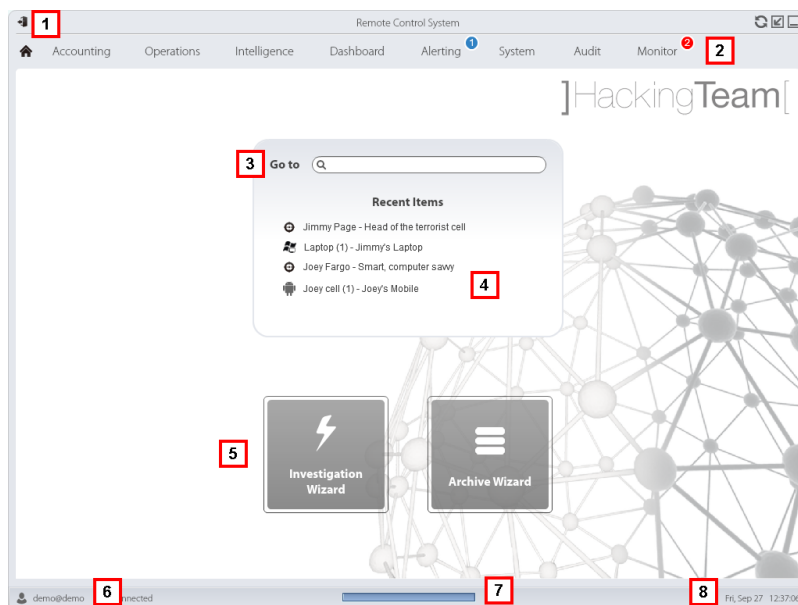 1
Remote Control System
Accounting Operations Intelligence Dashboard Alerting 1 System Audit Monitor 2 2
]HackingTeam[
3 Go to
Recent Items
Jimmy Page - Head of the terrorist cell
Laptop (1) - Jimmy's Laptop
Joey Fargo - Smart, computer savvy
Joey cell (1) - Joey's Mobile
4
5
Investigation
Wizard
Archive Wizard
demo@demo 6 nnected 7 8 Fri, Sep 27 12:37:06